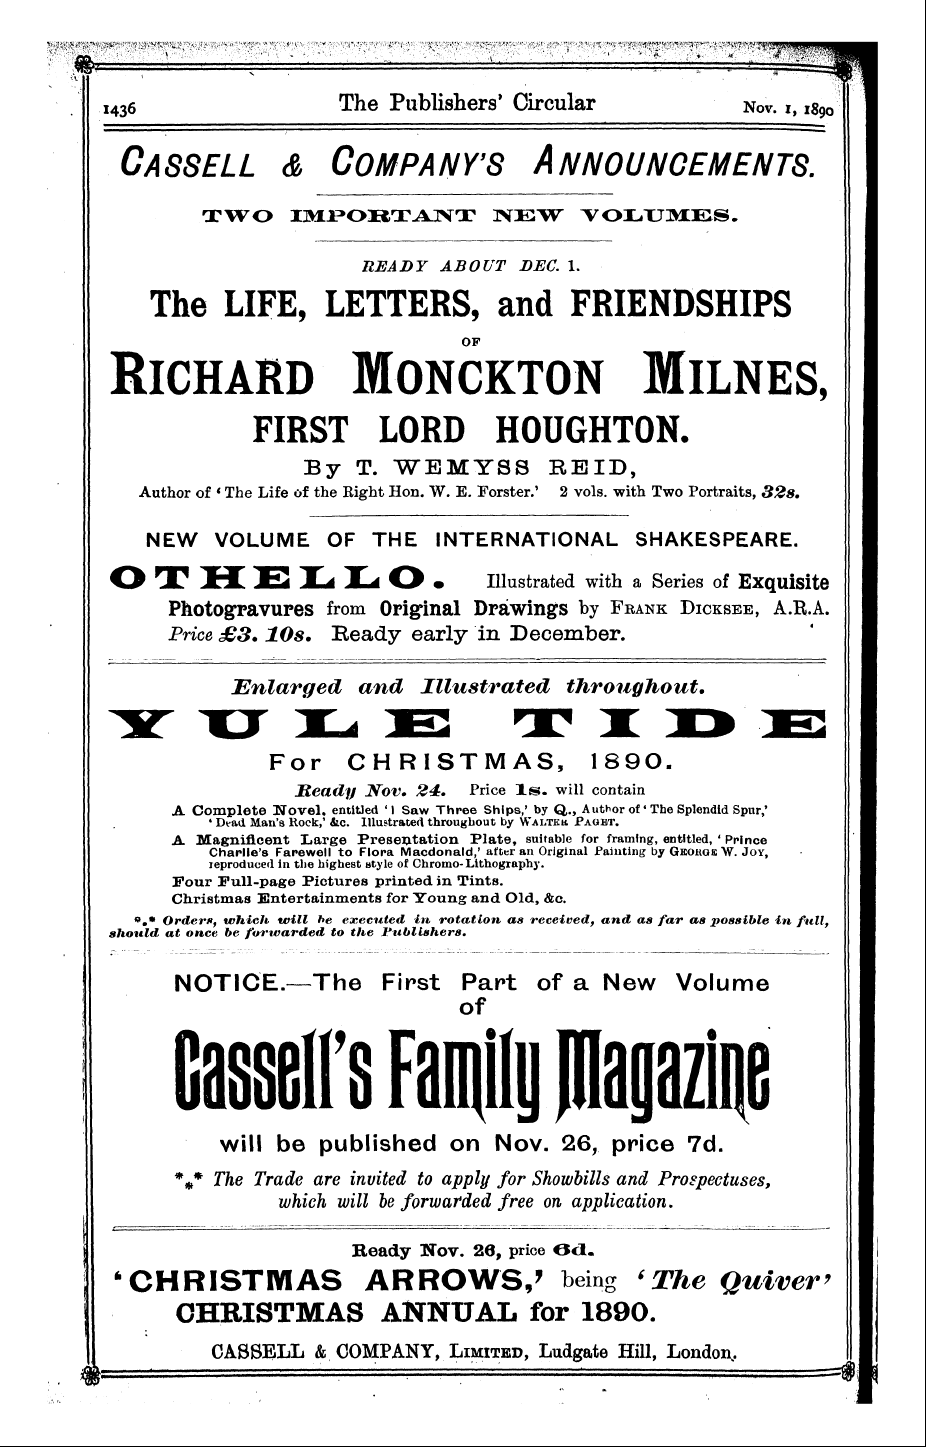 1436 The Publishers' Circular Nov. 1, 1890
CASSELL & COMPANY'S ANNOUNCEMENTS.
TWO IMPORTANT NEW VOLUMES.
READY ABOUT DEC. 1.
The LIFE, LETTERS, and FRIENDSHIPS
OF
RICHARD MONCKTON MILNES,
FIRST LORD HOUGHTON.
By T. WEMYSS REID,
Author of 'The Life of the Right Hon. W. E. Forster.' 2 vols. with Two Portraits, 32s.
NEW VOLUME OF THE INTERNATIONAL SHAKESPEARE.
OTHELLO. Illustrated with a Series of Exquisite
Photogravures from Original Drawings by FRANK DICKSEE, A.R.A.
Price £3. 10s. Ready early in December.
Enlarged and Illustrated throughout.
YULE TIDE
For CHRISTMAS, 1890.
Ready Nov. 24. Price 1s. will contain
A Complete Novel, entitled 'I Saw Three Ships,' by Q., Author of 'The Splendid Spur,'
'Dead Man's Rock,' &c. Illustrated throughout by WALTER PAGET.
A Magnificent Large Presentation Plate, suitable for framing, entitled, 'Prince
Charlie's Farewell to Flora Macdonald,' after an Original Painting by GEORGE W. JOY,
reproduced in the highest style of Chromo-Lithography.
Four Full-page Pictures printed in Tints.
Christmas Entertainments for Young and Old, &c.
*** Orders, which will be executed in rotation as received, and as far as possible in full,
should at once be forwarded to the Publishers.
NOTICE.—The First Part of a New Volume
of
Cassell's Family Magazine
will be published on Nov. 26, price 7d.
*** The Trade are invited to apply for Showbills and Prospectuses,
which will be forwarded free on application.
Ready Nov. 26, price 6d.
'CHRISTMAS ARROWS,' being 'The Quiver'
CHRISTMAS ANNUAL for 1890.
CASSELL & COMPANY, LIMITED, Ludgate Hill, London.